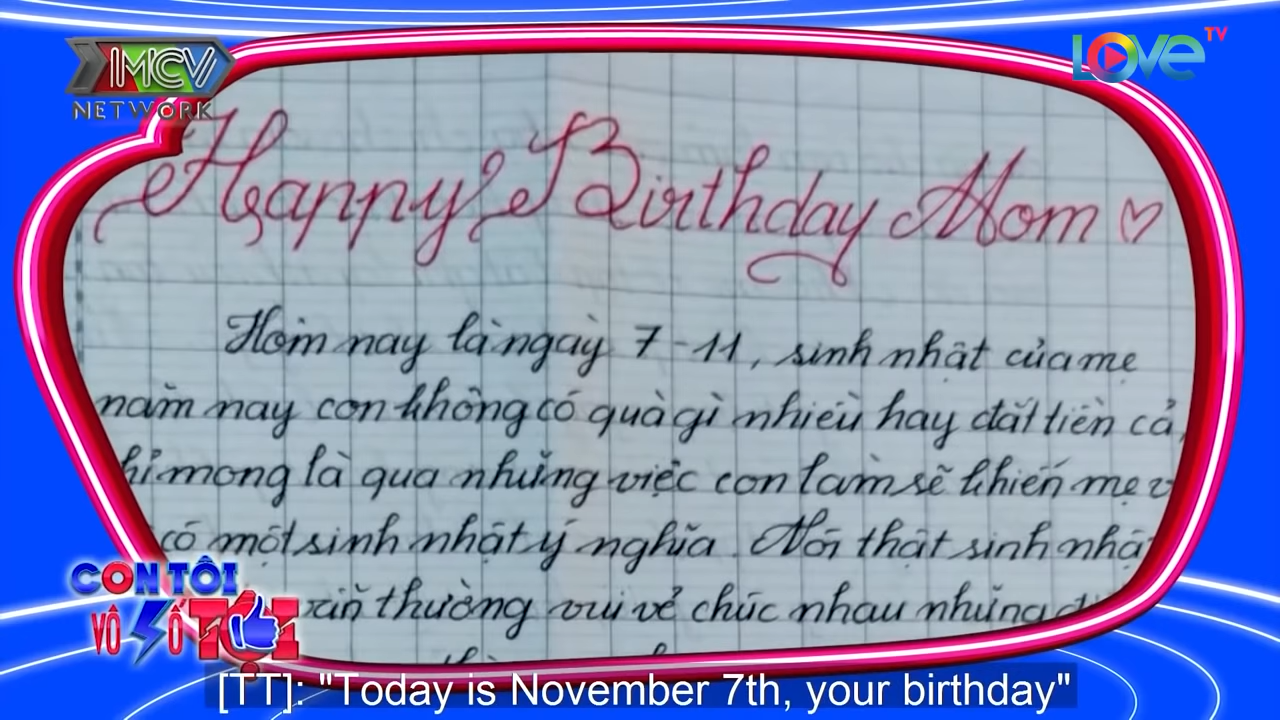 MCV
NETWORK
LOVE TV
Happy Birthday Mom ♡
Hôm nay là ngày 7-11, sinh nhật của mẹ
năm nay con không có quà gì nhiều hay đắt tiền cả,
mong là qua những việc con làm sẽ khiến mẹ
có một sinh nhật ý nghĩa. Nói thật sinh
thường vui vẻ chúc nhau những
CON TÔI
VÔ SỐ TỘI
[TT]: "Today is November 7th, your birthday"